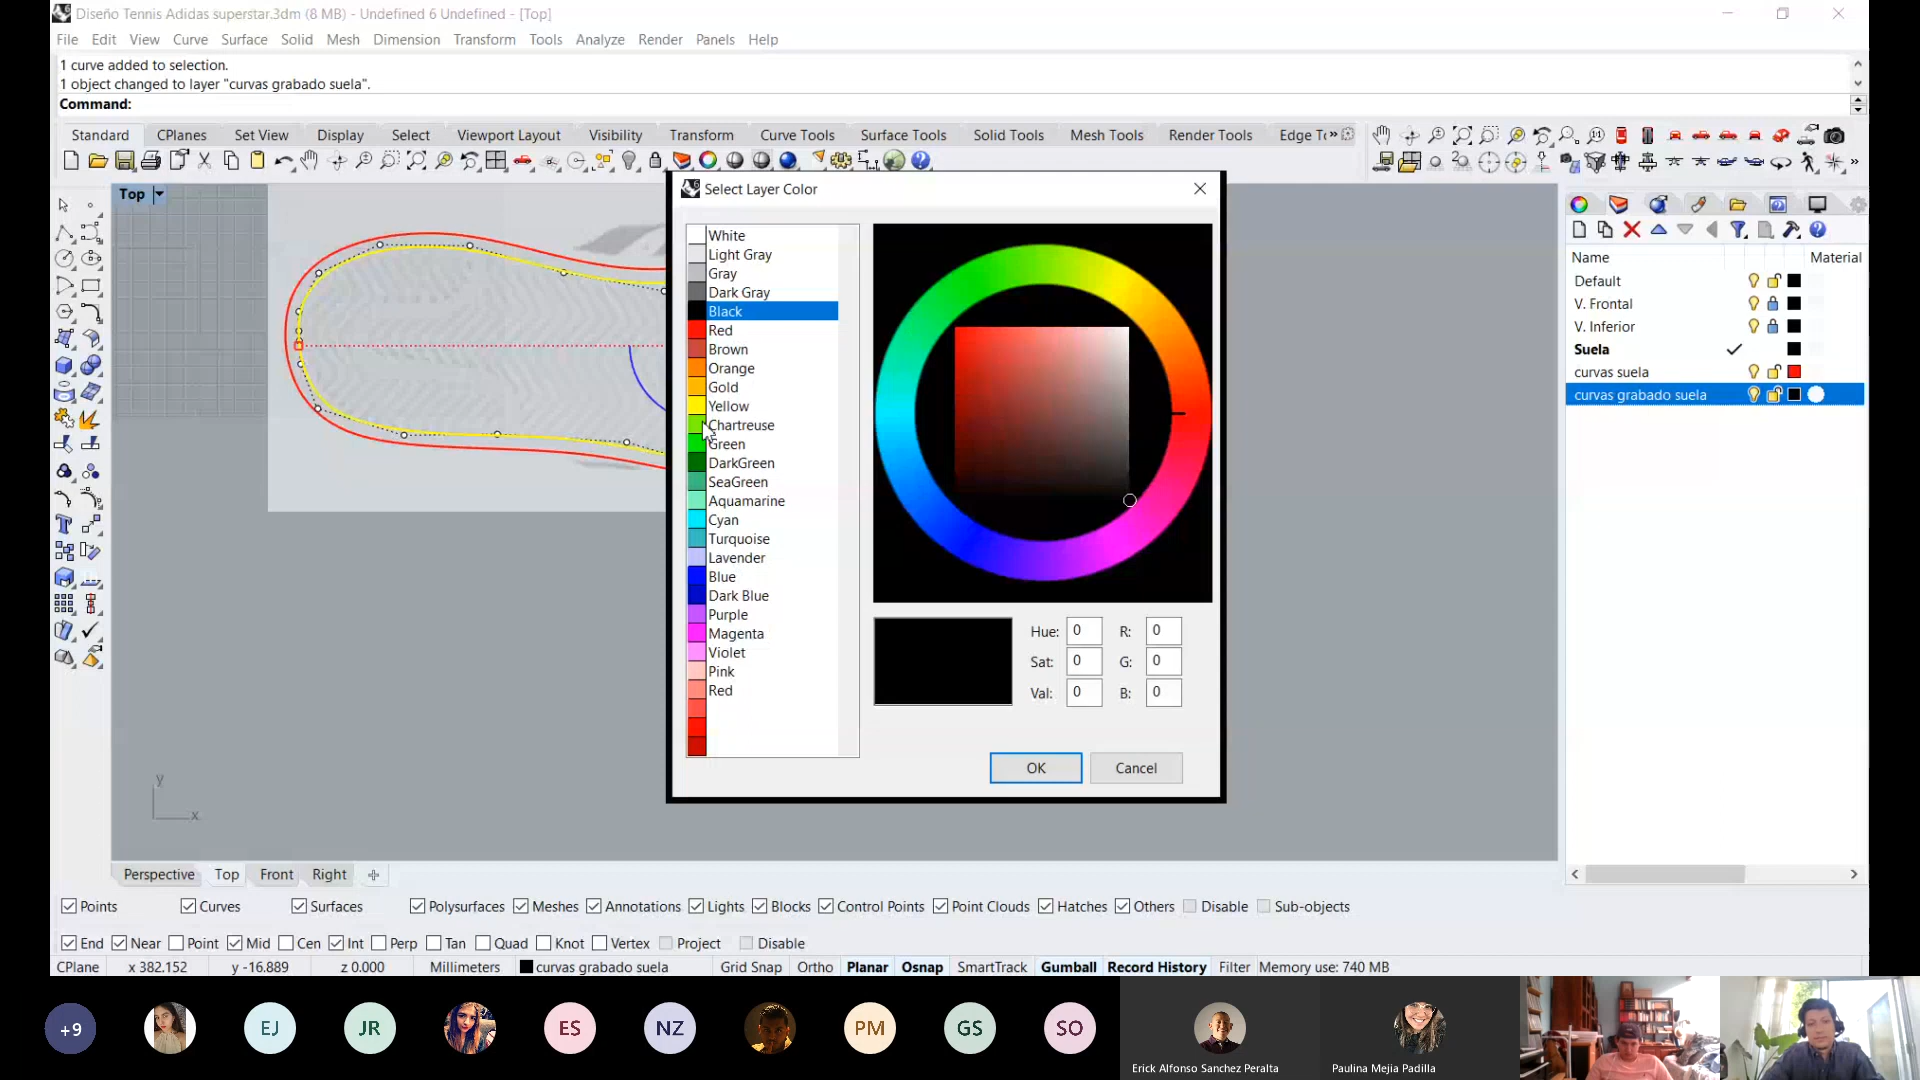 Diseño Tennis Adidas superstar.3dm (8 MB) - Undefined 6 Undefined - [Top]
File Edit View Curve Surface Solid Mesh Dimension Transform Tools Analyze Render Panels Help
1 curve added to selection.
1 object changed to layer "curvas grabado suela".
Command:
Standard CPlanes Set View Display Select Viewport Layout Visibility Transform Curve Tools Surface Tools Solid Tools Mesh Tools Render Tools Edge To
Top
Select Layer Color
White
Light Gray
Gray
Dark Gray
Black
Red
Brown
Orange
Gold
Yellow
Chartreuse
Green
DarkGreen
SeaGreen
Aquamarine
Cyan
Turquoise
Lavender
Blue
Dark Blue
Purple
Magenta
Violet
Pink
Red
Hue: 0 R: 0
Sat: 0 G: 0
Val: 0 B: 0
OK Cancel
Name Material
Default
V. Frontal
V. Inferior
Suela
curvas suela
curvas grabado suela
y
x
Perspective Top Front Right
Points Curves Surfaces Polysurfaces Meshes Annotations Lights Blocks Control Points Point Clouds Hatches Others Disable Sub-objects
End Near Point Mid Cen Int Perp Tan Quad Knot Vertex Project Disable
CPlane x 382.152 y -16.889 z 0.000 Millimeters curvas grabado suela Grid Snap Ortho Planar Osnap SmartTrack Gumball Record History Filter Memory use: 740 MB
+9 EJ JR ES NZ PM GS SO
Erick Alfonso Sanchez Peralta Paulina Mejia Padilla